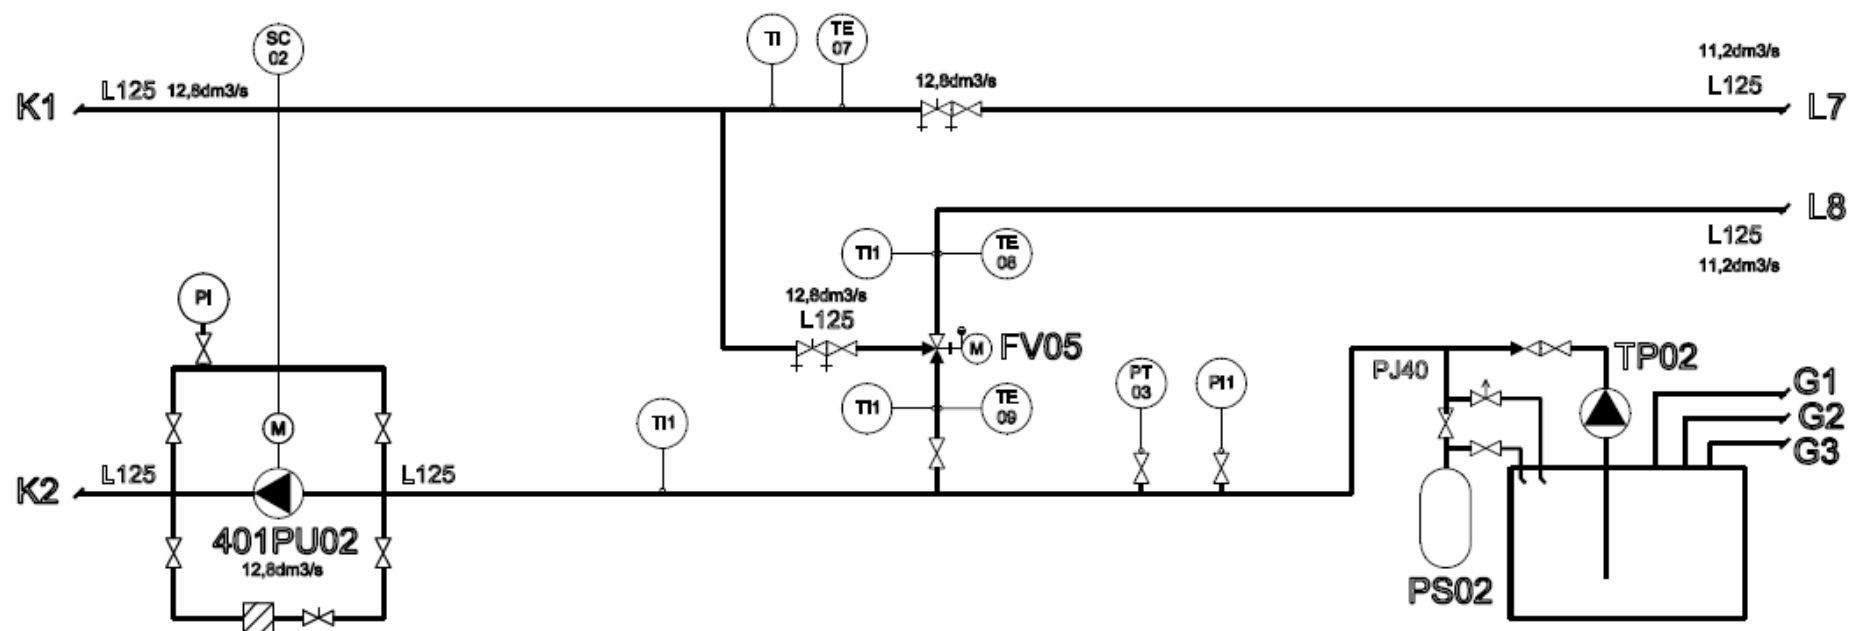 SC
02
TI
TE
07
11,2dm3/s
L125
12,8dm3/s
12,8dm3/s
L125
K1
L7
L8
L125
11,2dm3/s
TI1
TE
08
PI
12,8dm3/s
L125
M
FV05
TP02
PJ40
PT
03
PI1
G1
G2
G3
TI1
TE
09
TI1
M
L125
L125
K2
401PU02
12,8dm3/s
PS02